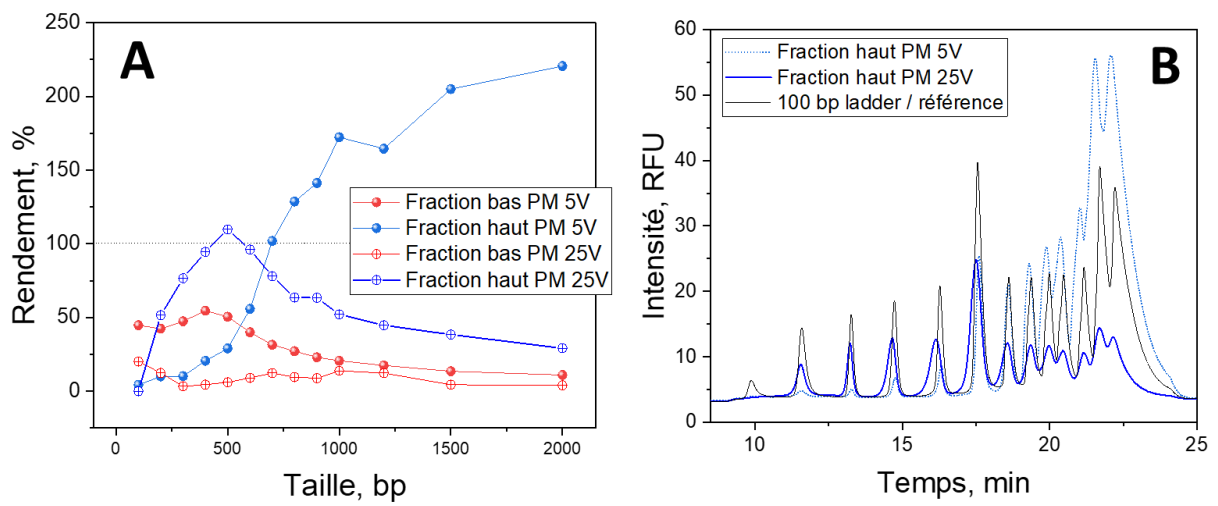 A
Rendement, %
250
200
150
100
50
0
0
500
1000
1500
2000
Taille, bp
Fraction bas PM 5V
Fraction haut PM 5V
Fraction bas PM 25V
Fraction haut PM 25V
B
Intensité, RFU
60
50
40
30
20
10
0
10
15
20
25
Temps, min
Fraction haut PM 5V
Fraction haut PM 25V
100 bp ladder / référence